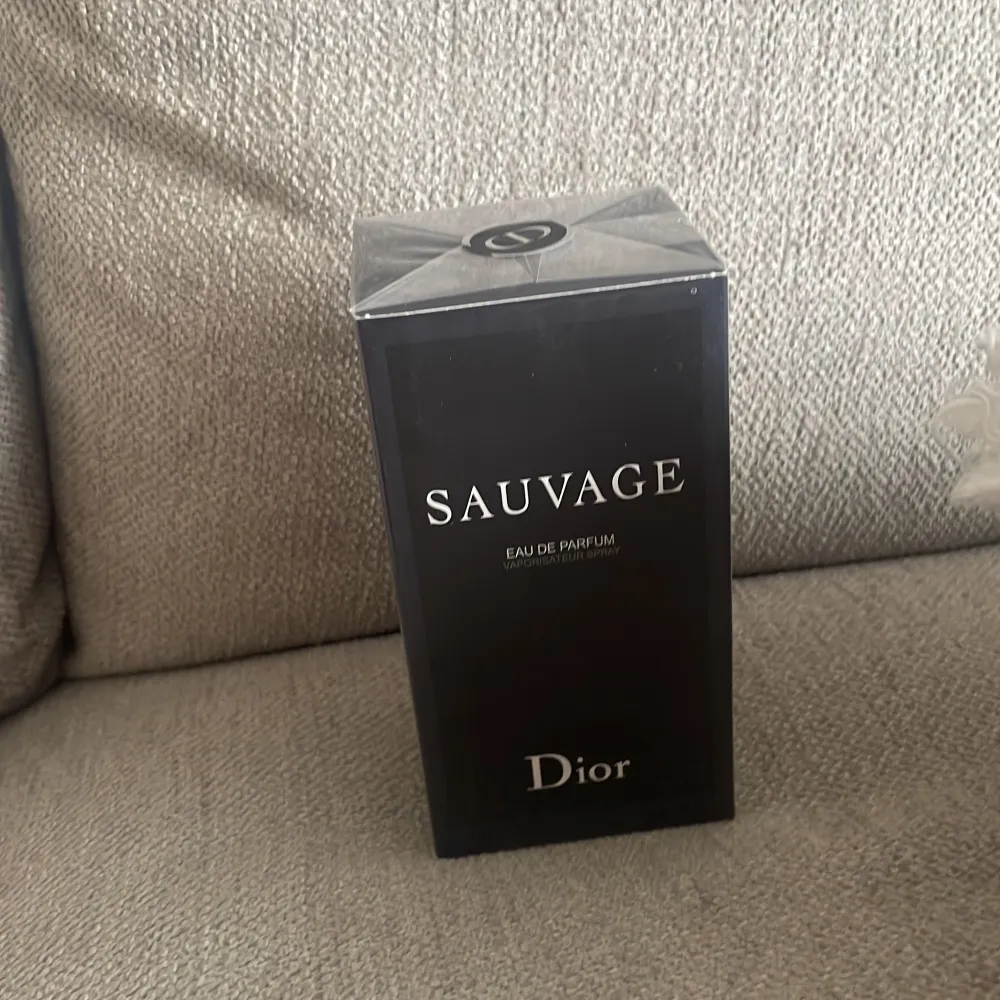 SAUVAGE
EAU DE PARFUM
VAPORISATEUR SPRAY
Dior